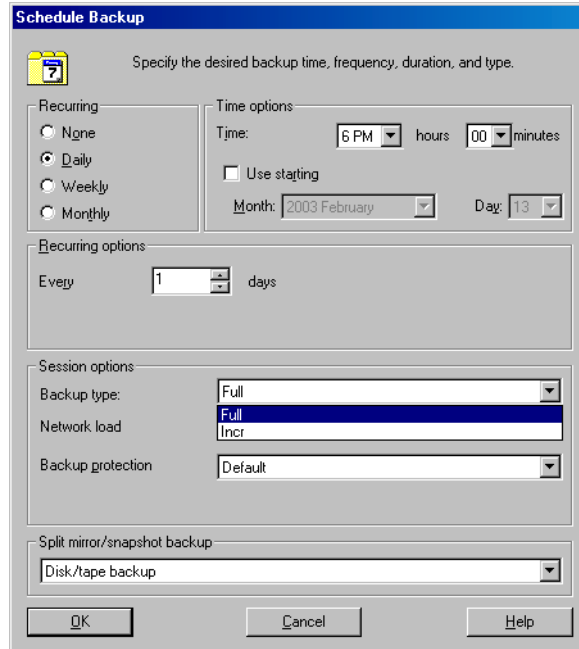 Schedule Backup
7
Specify the desired backup time, frequency, duration, and type.
Recurring
None
Daily
Weekly
Monthly
Time options
Time: 6 PM hours 00 minutes
Use starting
Month: 2003 February Day: 13
Recurring options
Every 1 days
Session options
Backup type: Full
Full
Incr
Network load
Backup protection Default
Split mirror/snapshot backup
Disk/tape backup
OK Cancel Help